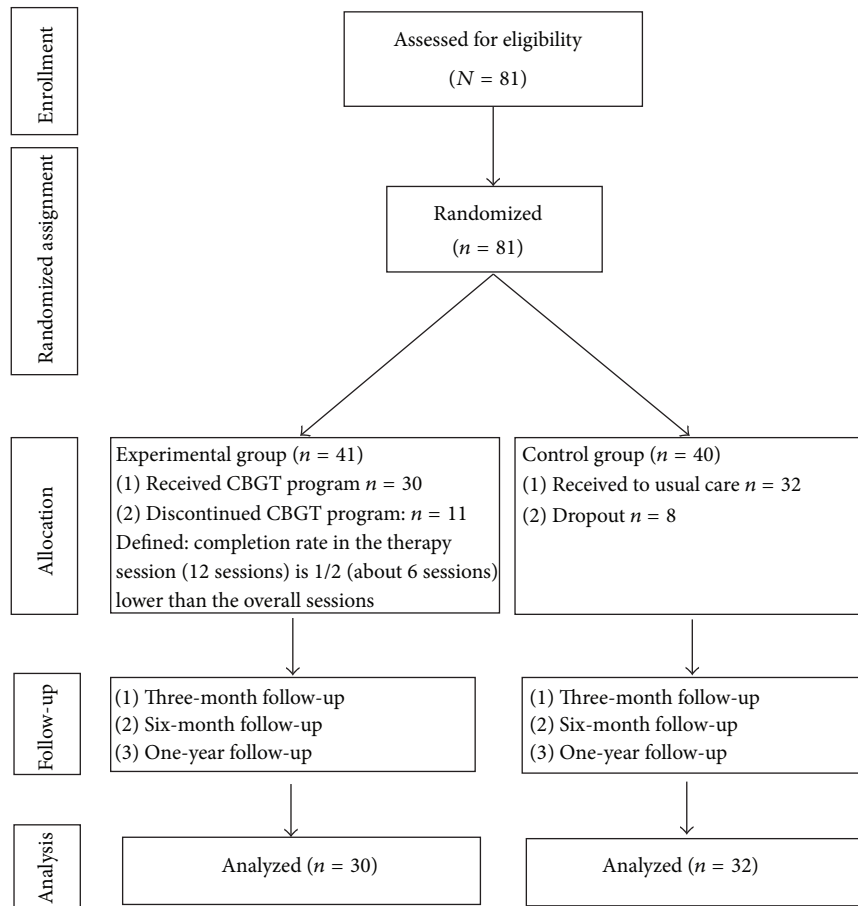 Enrollment
Assessed for eligibility
(N = 81)
Randomized assignment
Randomized
(n = 81)
Allocation
Experimental group (n = 41)
(1) Received CBGT program n = 30
(2) Discontinued CBGT program: n = 11
Defined: completion rate in the therapy
session (12 sessions) is 1/2 (about 6 sessions)
lower than the overall sessions
Control group (n = 40)
(1) Received to usual care n = 32
(2) Dropout n = 8
Follow-up
(1) Three-month follow-up
(2) Six-month follow-up
(3) One-year follow-up
(1) Three-month follow-up
(2) Six-month follow-up
(3) One-year follow-up
Analysis
Analyzed (n = 30)
Analyzed (n = 32)